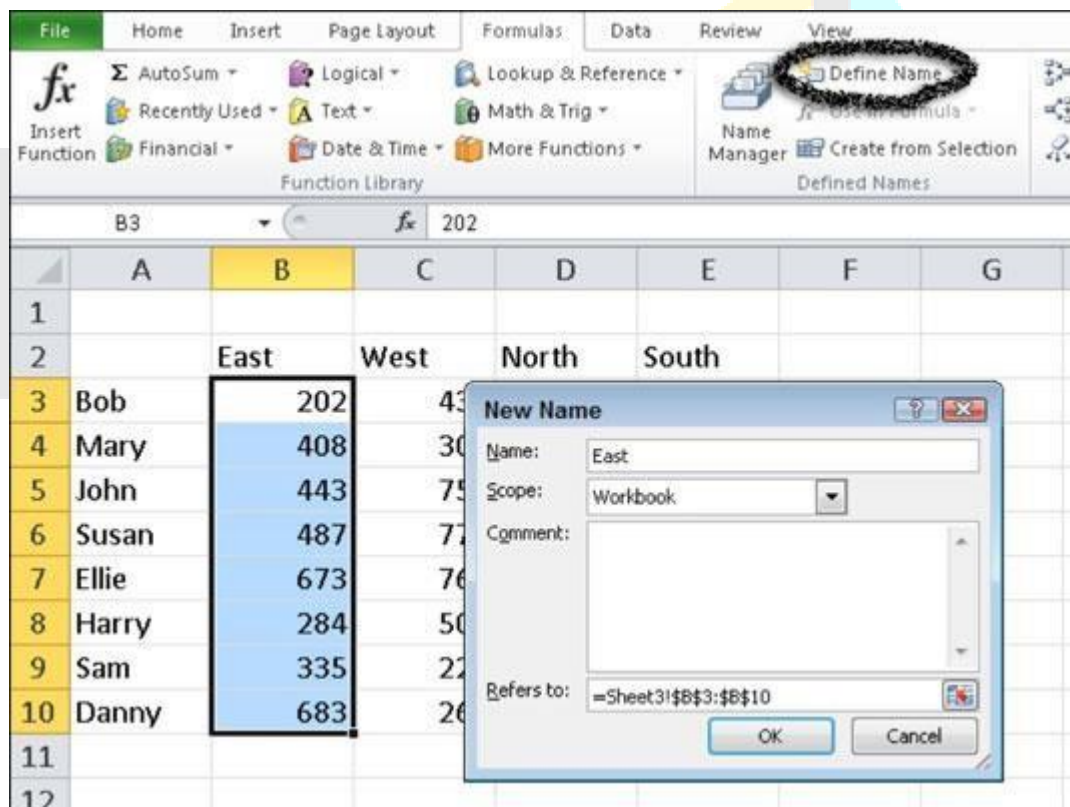 File Home Insert Page Layout Formulas Data Review View
Σ AutoSum Logical Lookup & Reference Define Name
Recently Used Text Math & Trig Use in Formula
Insert Function Financial Date & Time More Functions Name Manager Create from Selection
Function Library Defined Names
B3 fx 202
A B C D E F G
1
2 East West North South
3 Bob 202
4 Mary 408
5 John 443
6 Susan 487
7 Ellie 673
8 Harry 284
9 Sam 335
10 Danny 683
11
12
New Name
Name: East
Scope: Workbook
Comment:
Refers to: =Sheet3!$B$3:$B$10
OK Cancel